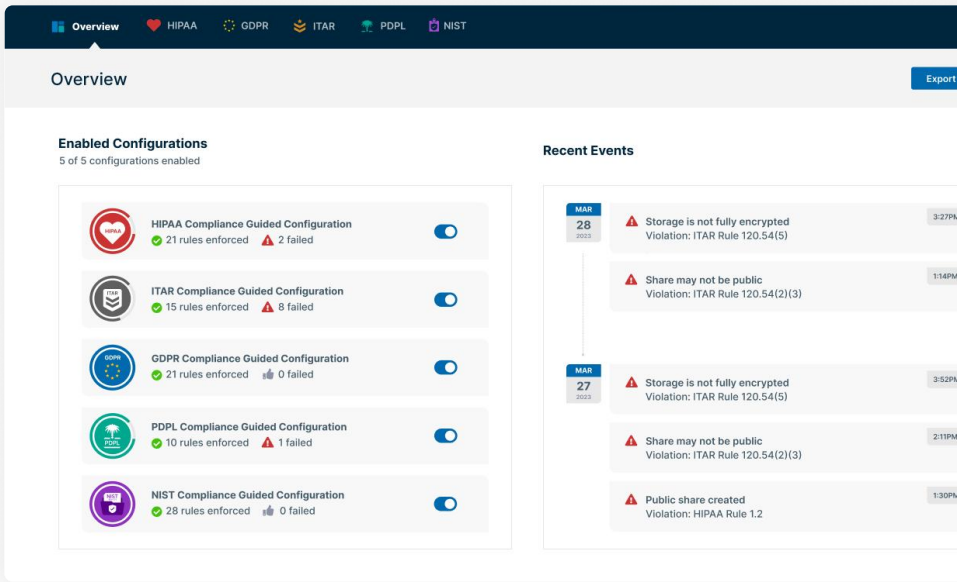 Overview HIPAA GDPR ITAR PDPL NIST
Overview
Export
Enabled Configurations
5 of 5 configurations enabled
HIPAA
HIPAA Compliance Guided Configuration
21 rules enforced 2 failed
ITAR
ITAR Compliance Guided Configuration
15 rules enforced 8 failed
GDPR
GDPR Compliance Guided Configuration
21 rules enforced 0 failed
PDPL
PDPL Compliance Guided Configuration
10 rules enforced 1 failed
NIST
NIST Compliance Guided Configuration
28 rules enforced 0 failed
Recent Events
MAR
28
2023
Storage is not fully encrypted
Violation: ITAR Rule 120.54(5)
3:27PM
Share may not be public
Violation: ITAR Rule 120.54(2)(3)
1:14PM
MAR
27
2023
Storage is not fully encrypted
Violation: ITAR Rule 120.54(5)
3:52PM
Share may not be public
Violation: ITAR Rule 120.54(2)(3)
2:11PM
Public share created
Violation: HIPAA Rule 1.2
1:30PM